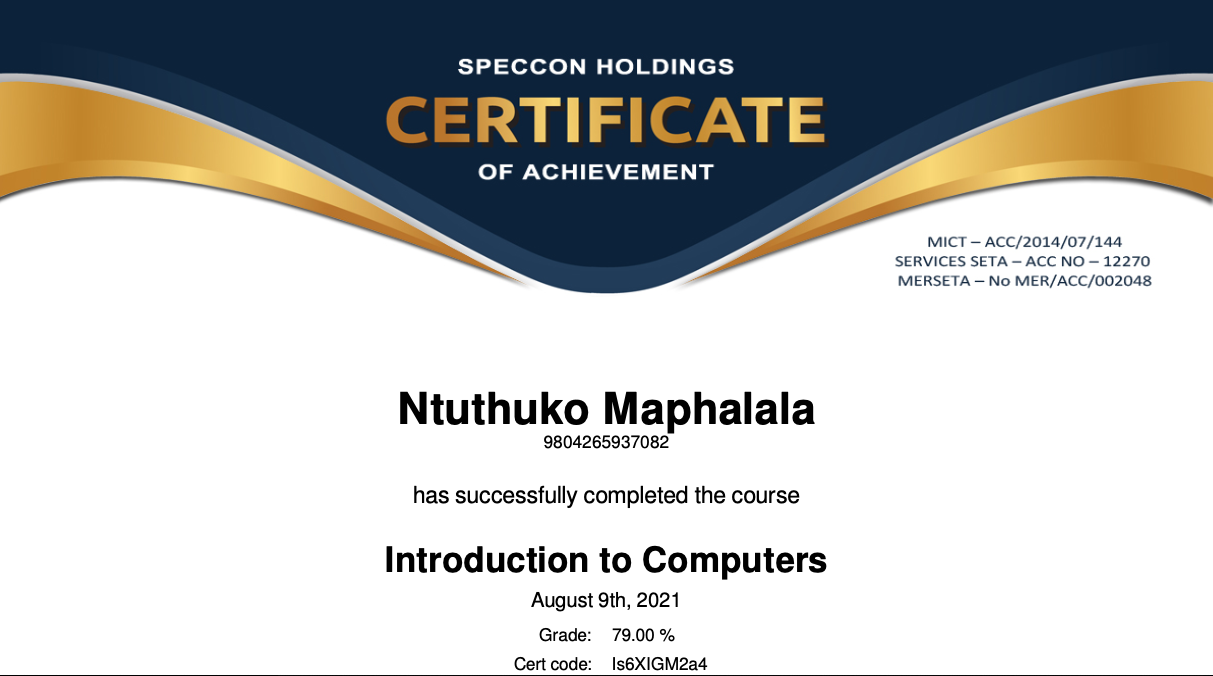 SPECCON HOLDINGS
CERTIFICATE
OF ACHIEVEMENT
MICT – ACC/2014/07/144
SERVICES SETA – ACC NO – 12270
MERSETA – No MER/ACC/002048
Ntuthuko Maphalala
9804265937082
has successfully completed the course
Introduction to Computers
August 9th, 2021
Grade: 79.00 %
Cert code: Is6XIGM2a4